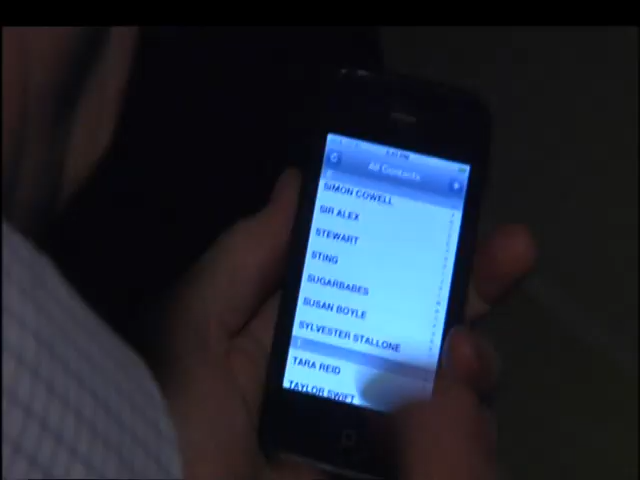 All Contacts
SIMON COWELL
SIR ALEX
STEWART
STING
SUGARBABES
SUSAN BOYLE
SYLVESTER STALLONE
T
TARA REID
TAYLOR SWIFT